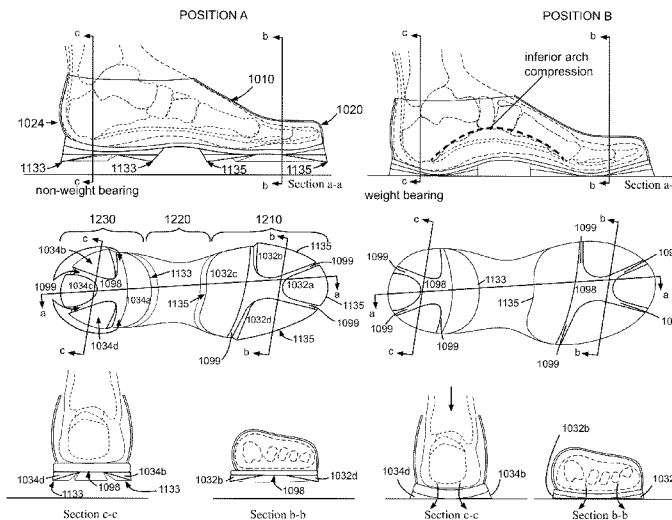 POSITION A
POSITION B
c
b
c
b
inferior arch
compression
1010
1020
1024
1133
1133
1135
1135
c
non-weight bearing
b
Section a-a
c
weight bearing
b
Section a-
1230
1220
1210
c
1034b
b
1032b
1135
1099
1133
1032c
1099
1034c
1098
1034a
1032a
a
a
1135
1135
1034d
1032d
1099
c
1099
b
1135
c
1099
b
1099
1098
1133
1098
a
a
1135
1099
c
1099
b
1034d
1034b
1098
1133
1133
1032b
1032d
1098
1034d
1034b
1032b
Section c-c
Section b-b
Section c-c
Section b-b